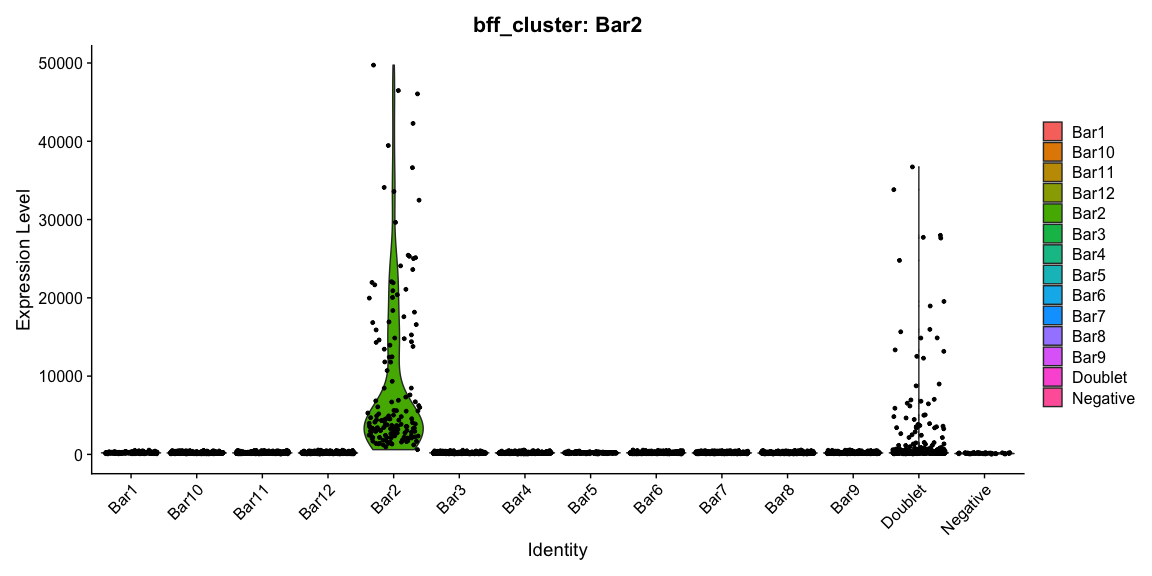 bff_cluster: Bar2
Expression Level
50000
40000
30000
20000
10000
0
Bar1
Bar10
Bar11
Bar12
Bar2
Bar3
Bar4
Bar5
Bar6
Bar7
Bar8
Bar9
Doublet
Negative
Identity
Bar1
Bar10
Bar11
Bar12
Bar2
Bar3
Bar4
Bar5
Bar6
Bar7
Bar8
Bar9
Doublet
Negative